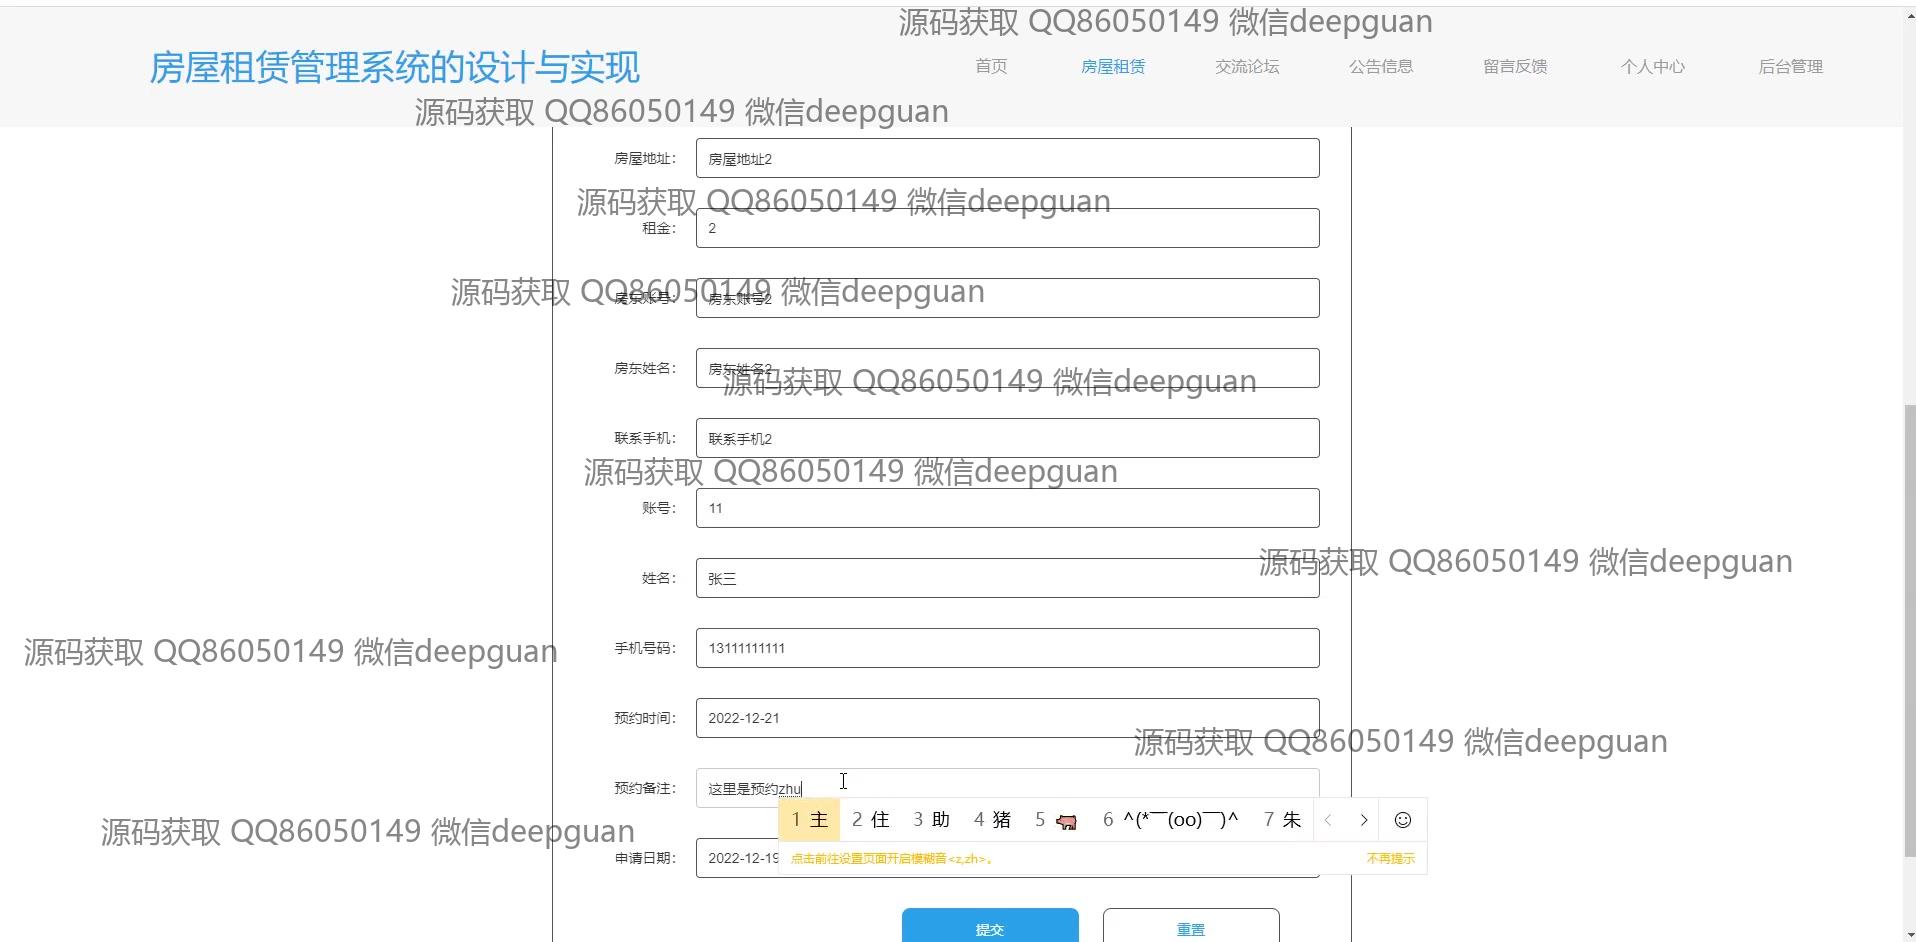 源码获取 QQ86050149 微信deepguan
房屋租赁管理系统的设计与实现
首页 房屋租赁 交流论坛 公告信息 留言反馈 个人中心 后台管理
源码获取 QQ86050149 微信deepguan
房屋地址： 房屋地址2
源码获取 QQ86050149 微信deepguan
租金： 2
源码获取 QQ86050149 微信deepguan
房东账号： 房东账号2
房东姓名： 房东姓名2
源码获取 QQ86050149 微信deepguan
联系手机： 联系手机2
源码获取 QQ86050149 微信deepguan
账号： 11
源码获取 QQ86050149 微信deepguan
姓名： 张三
手机号码： 13111111111
源码获取 QQ86050149 微信deepguan
预约时间： 2022-12-21
源码获取 QQ86050149 微信deepguan
预约备注： 这里是预约zhu
1 主 2 住 3 助 4 猪 5 🐖 6 ^(*￣(oo)￣)^ 7 朱
源码获取 QQ86050149 微信deepguan
申请日期： 2022-12-19
点击前往设置页面开启模糊音<z,zh>。 不再提示
提交 重置